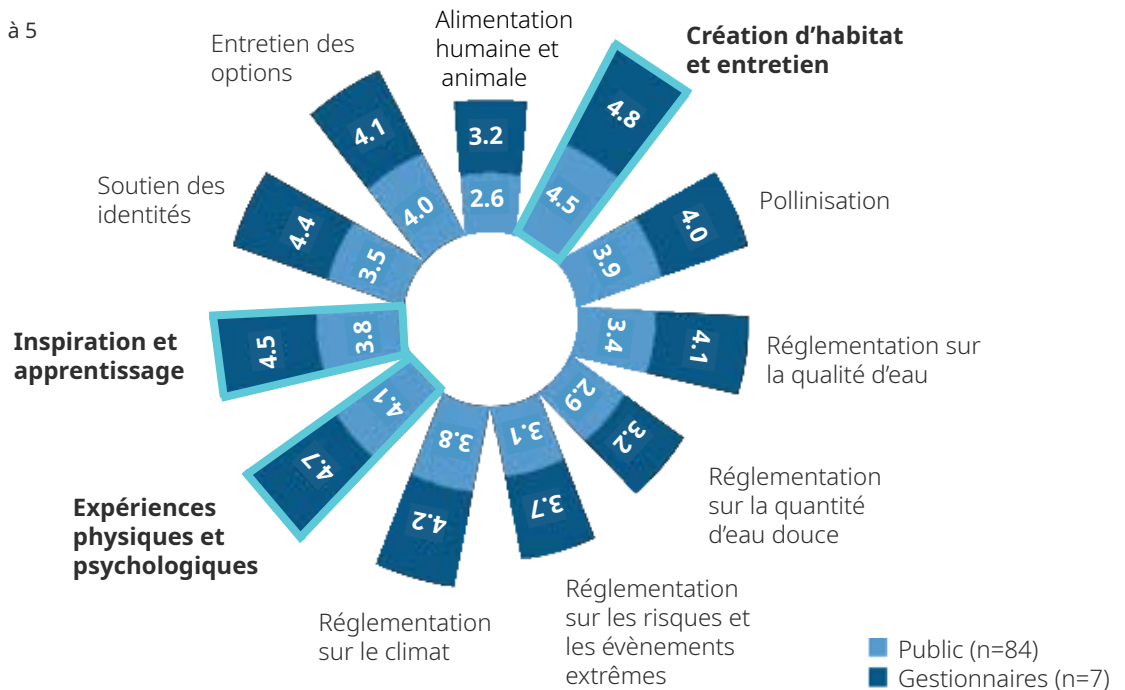 à 5
Alimentation
humaine et
animale
3.2
2.6
Création d’habitat
et entretien
4.8
4.5
Pollinisation
4.0
3.9
Réglementation sur
la qualité d’eau
4.1
3.4
Réglementation
sur la quantité
d’eau douce
3.2
2.9
Réglementation
sur les risques et
les évènements
extrêmes
3.7
3.1
Réglementation
sur le climat
4.2
3.8
Expériences
physiques et
psychologiques
4.7
4.1
Inspiration et
apprentissage
4.5
3.8
Soutien des
identités
4.4
3.5
Entretien des
options
4.1
4.0
Public (n=84)
Gestionnaires (n=7)